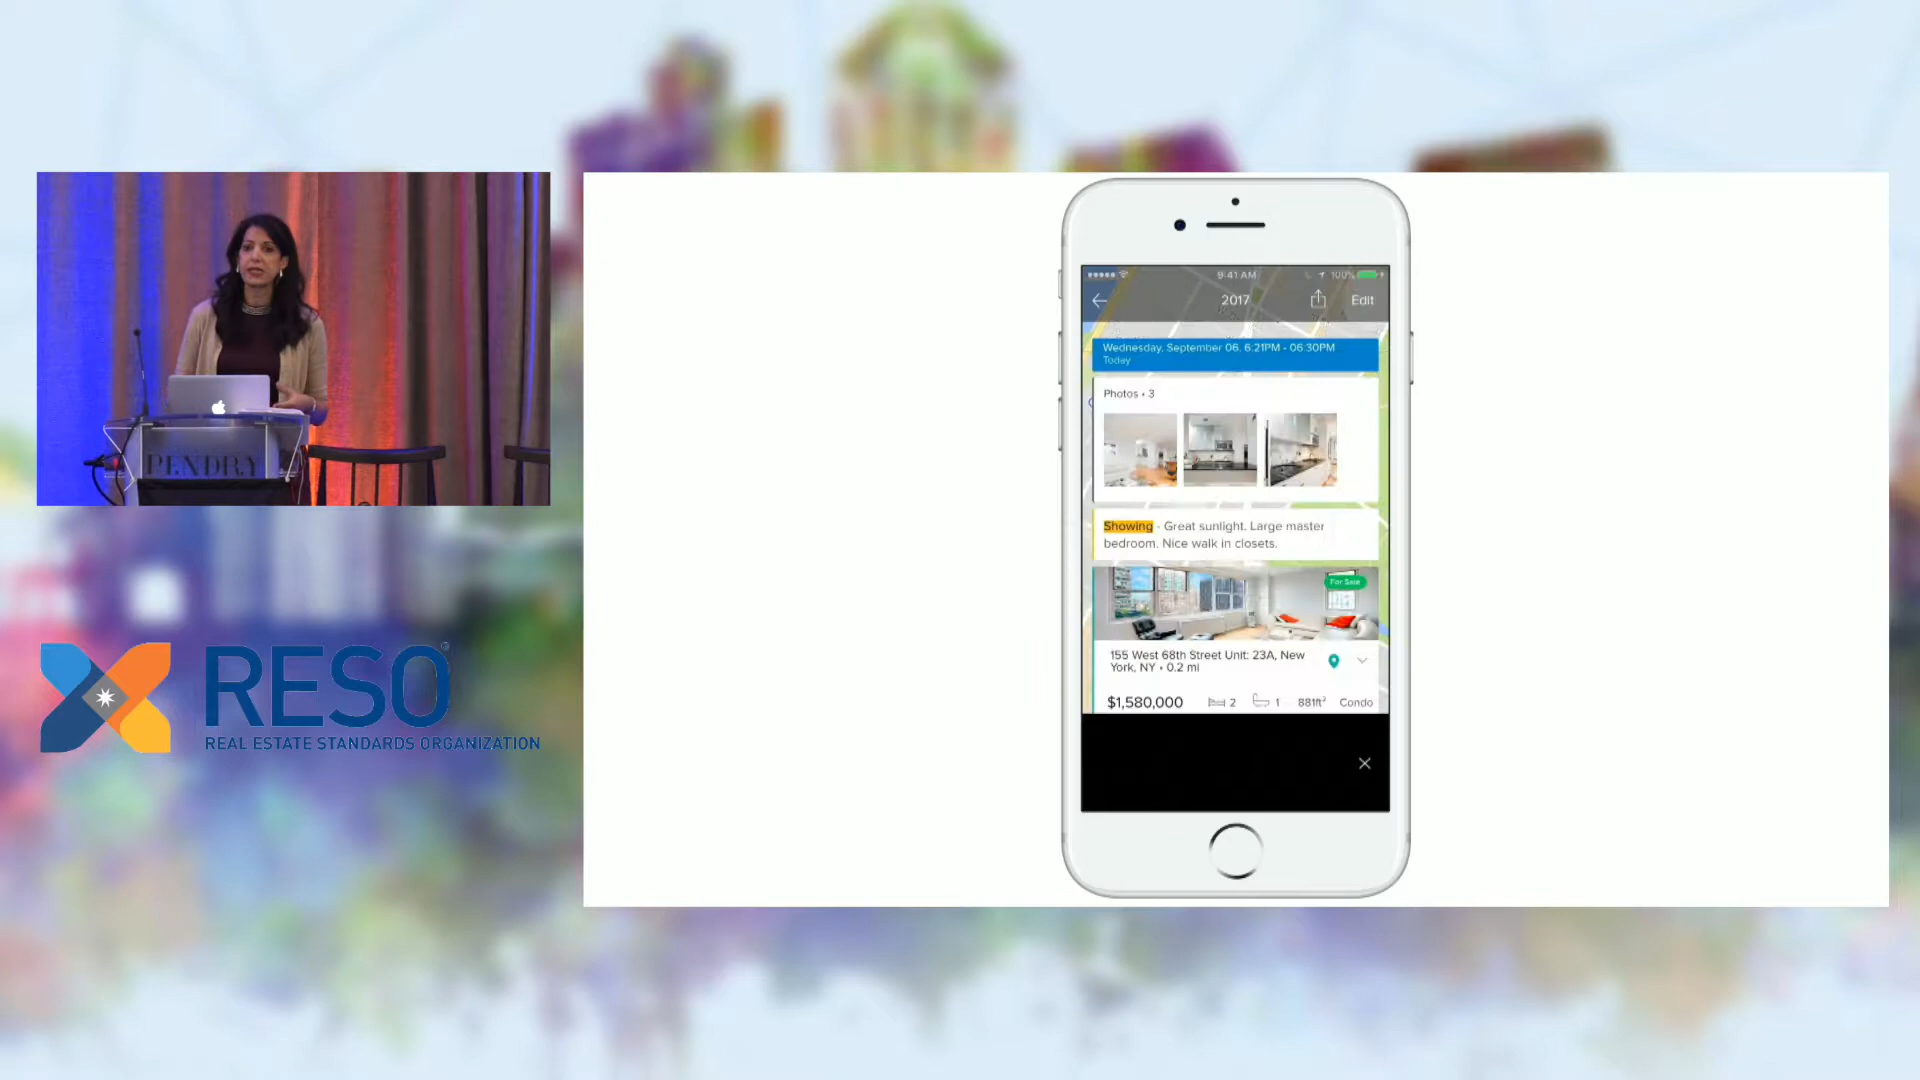 PENDRY
RESO
REAL ESTATE STANDARDS ORGANIZATION
9:41 AM
100%
2017
Edit
Wednesday, September 06. 6:21PM - 06:30PM
Today
Photos • 3
Showing - Great sunlight. Large master
bedroom. Nice walk in closets.
For Sale
155 West 68th Street Unit: 23A, New
York, NY • 0.2 mi
$1,580,000
2
1
881ft²
Condo